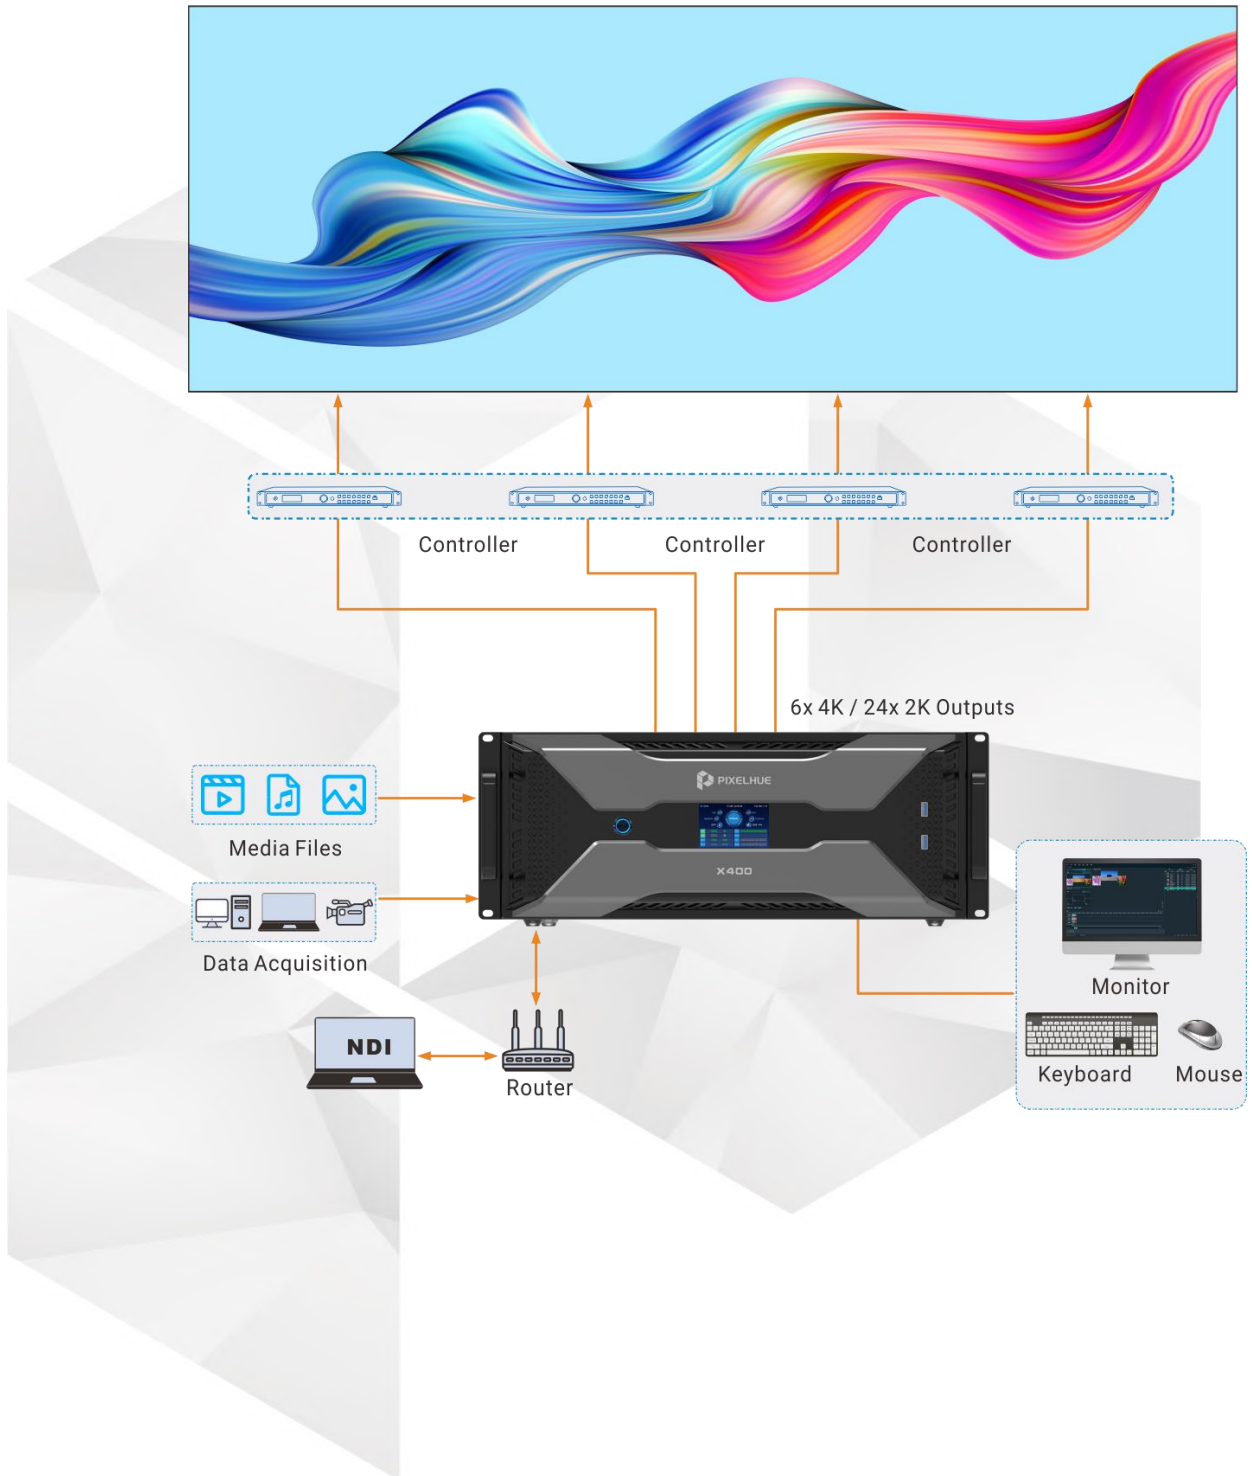 Controller
Controller
Controller
6x 4K / 24x 2K Outputs
PIXELHUE
X400
Media Files
Data Acquisition
NDI
Router
Monitor
Keyboard
Mouse